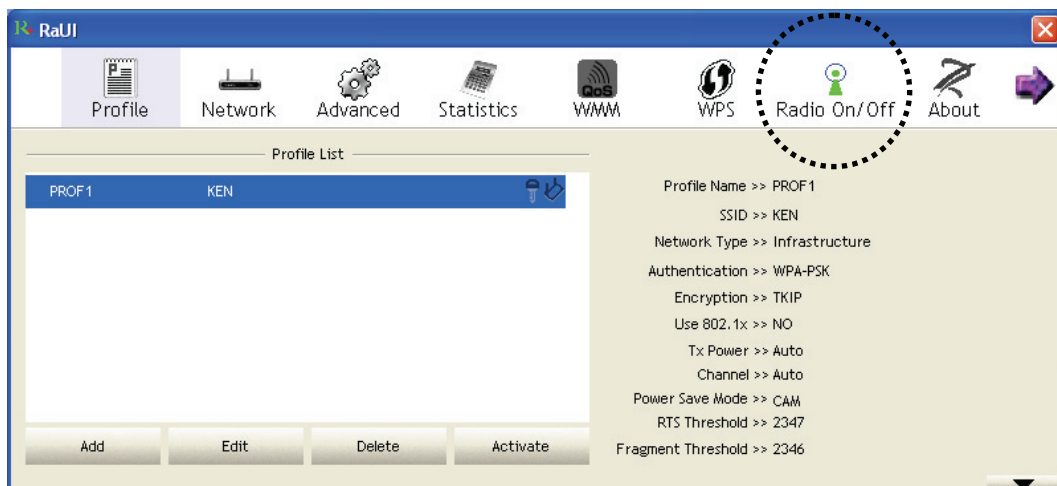 RaUI
Profile Network Advanced Statistics QoS WMM WPS Radio On/Off About
Profile List
PROF1 KEN
Profile Name >> PROF1
SSID >> KEN
Network Type >> Infrastructure
Authentication >> WPA-PSK
Encryption >> TKIP
Use 802.1x >> NO
Tx Power >> Auto
Channel >> Auto
Power Save Mode >> CAM
RTS Threshold >> 2347
Fragment Threshold >> 2346
Add Edit Delete Activate